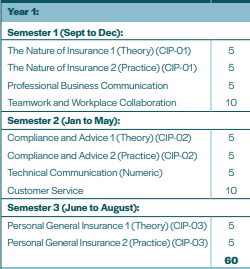 Year 1:
Semester 1 (Sept to Dec):
The Nature of Insurance 1 (Theory) (CIP-01) 5
The Nature of Insurance 2 (Practice) (CIP-01) 5
Professional Business Communication 5
Teamwork and Workplace Collaboration 10
Semester 2 (Jan to May):
Compliance and Advice 1 (Theory) (CIP-02) 5
Compliance and Advice 2 (Practice) (CIP-02) 5
Technical Communication (Numeric) 5
Customer Service 10
Semester 3 (June to August):
Personal General Insurance 1 (Theory) (CIP-03) 5
Personal General Insurance 2 (Practice) (CIP-03) 5
60